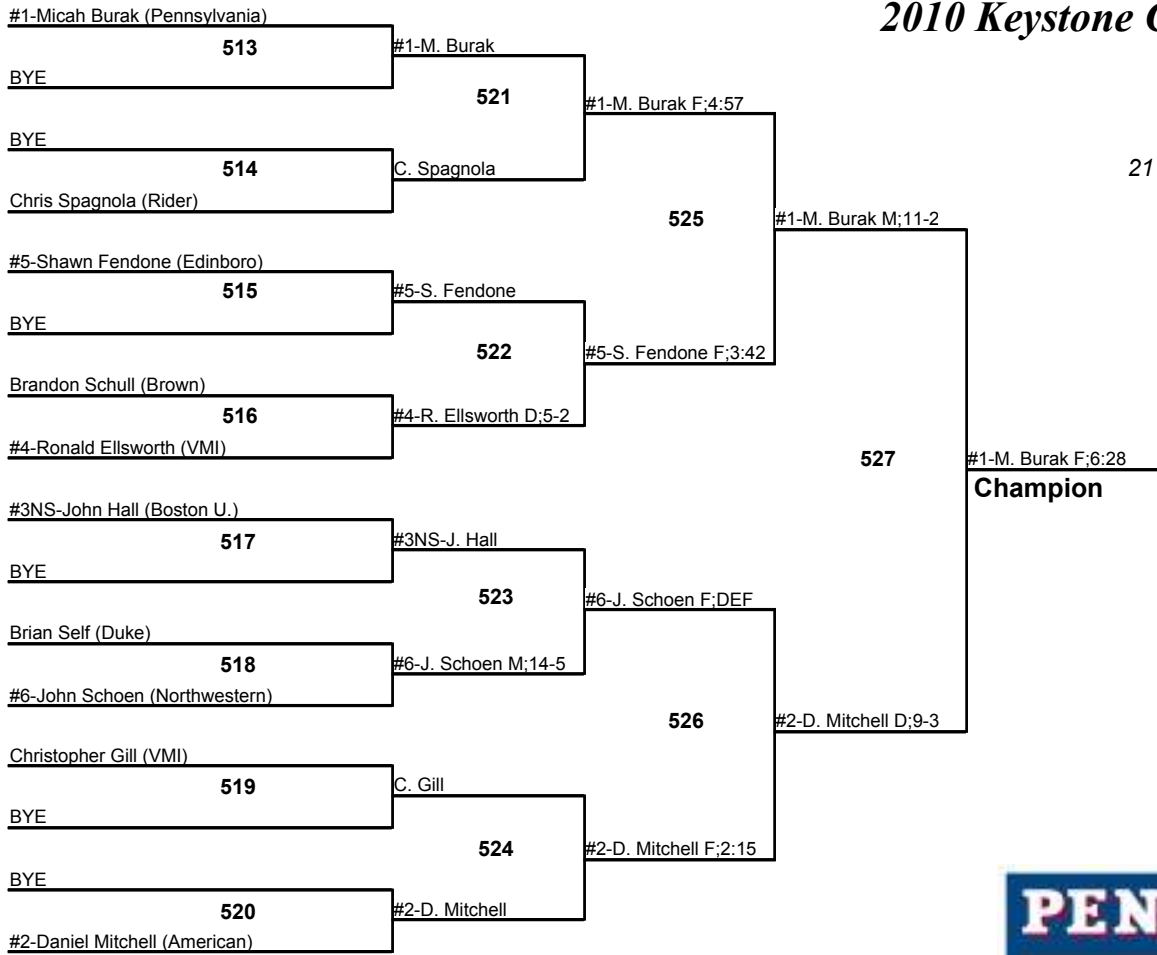 2010 Keystone C
21
#1-Micah Burak (Pennsylvania)
513
BYE
#1-M. Burak
521
BYE
514
Chris Spagnola (Rider)
C. Spagnola
#1-M. Burak F;4:57
525
#5-Shawn Fendone (Edinboro)
515
BYE
#5-S. Fendone
522
Brandon Schull (Brown)
516
#4-Ronald Ellsworth (VMI)
#4-R. Ellsworth D;5-2
#5-S. Fendone F;3:42
#1-M. Burak M;11-2
527
#1-M. Burak F;6:28
Champion
#3NS-John Hall (Boston U.)
517
BYE
#3NS-J. Hall
523
Brian Self (Duke)
518
#6-John Schoen (Northwestern)
#6-J. Schoen M;14-5
#6-J. Schoen F;DEF
526
#2-D. Mitchell D;9-3
Christopher Gill (VMI)
519
BYE
C. Gill
524
BYE
520
#2-Daniel Mitchell (American)
#2-D. Mitchell
#2-D. Mitchell F;2:15
PEN